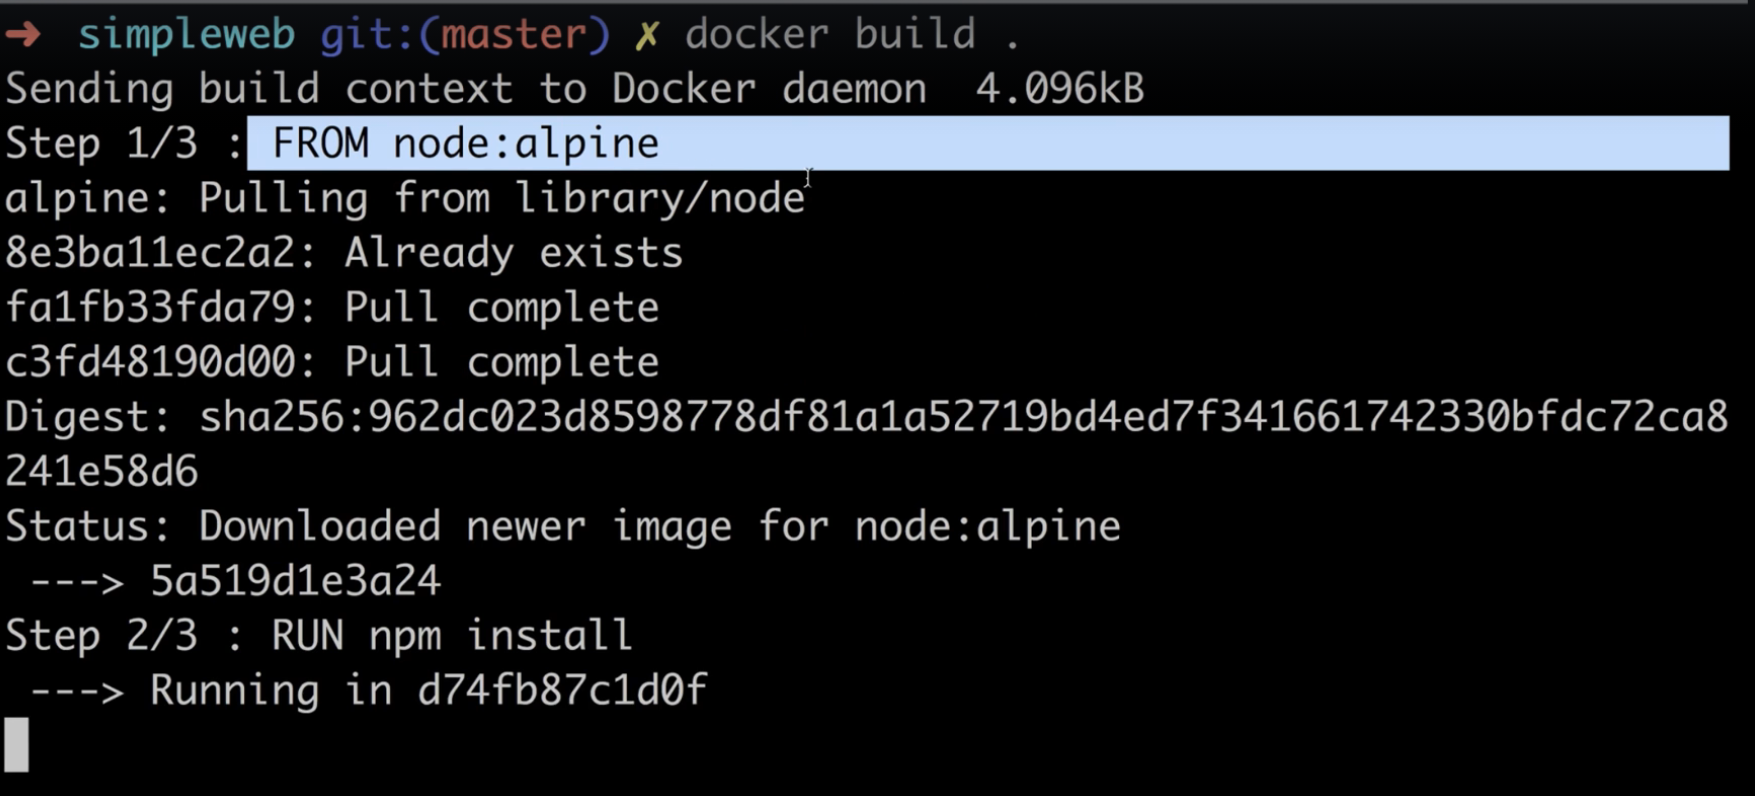 ➜ simpleweb git:(master) ✗ docker build .
Sending build context to Docker daemon  4.096kB
Step 1/3 : FROM node:alpine
alpine: Pulling from library/node
8e3ba11ec2a2: Already exists
fa1fb33fda79: Pull complete
c3fd48190d00: Pull complete
Digest: sha256:962dc023d8598778df81a1a52719bd4ed7f341661742330bfdc72ca8
241e58d6
Status: Downloaded newer image for node:alpine
 ---> 5a519d1e3a24
Step 2/3 : RUN npm install
 ---> Running in d74fb87c1d0f